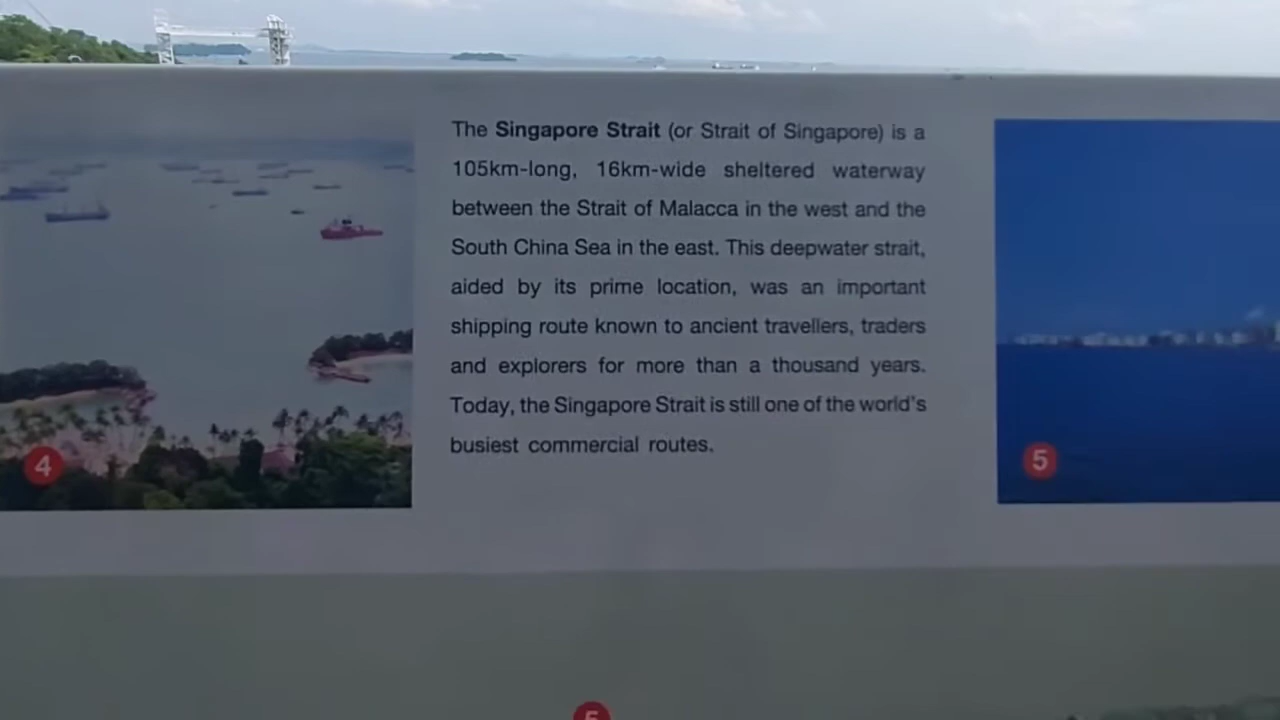 The Singapore Strait (or Strait of Singapore) is a
105km-long, 16km-wide sheltered waterway
between the Strait of Malacca in the west and the
South China Sea in the east. This deepwater strait,
aided by its prime location, was an important
shipping route known to ancient travellers, traders
and explorers for more than a thousand years.
Today, the Singapore Strait is still one of the world's
busiest commercial routes.
4
5